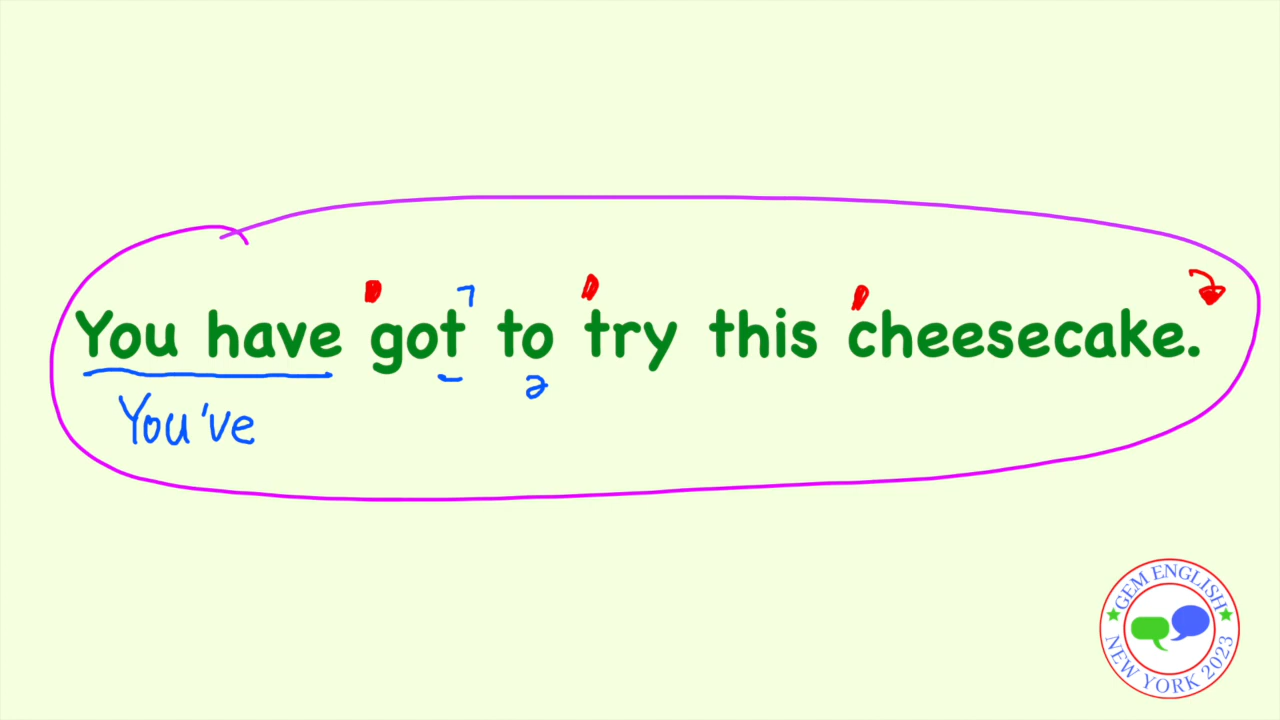 You have got to try this cheesecake.
ə
You've
GEM ENGLISH
NEW YORK 2023